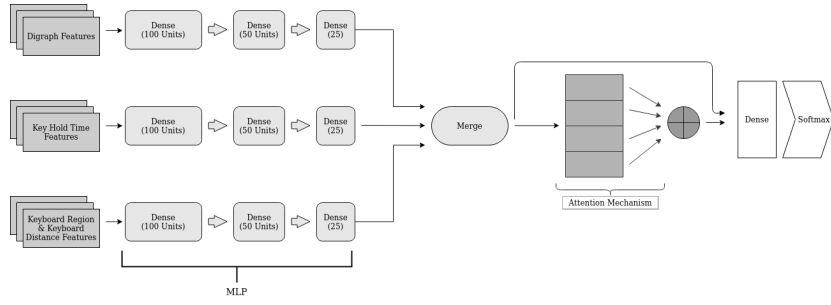 Digraph Features
Dense
(100 Units)
Dense
(50 Units)
Dense
(25)
Key Hold Time
Features
Dense
(100 Units)
Dense
(50 Units)
Dense
(25)
Keyboard Region
& Keyboard
Distance Features
Dense
(100 Units)
Dense
(50 Units)
Dense
(25)
MLP
Merge
Attention Mechanism
Dense
Softmax